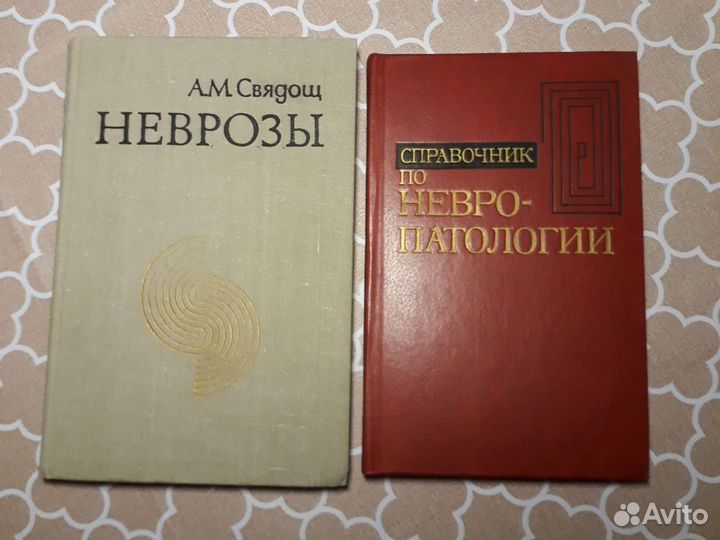 А.М. Свядощ
НЕВРОЗЫ
СПРАВОЧНИК
ПО
НЕВРО-
ПАТОЛОГИИ
Avito